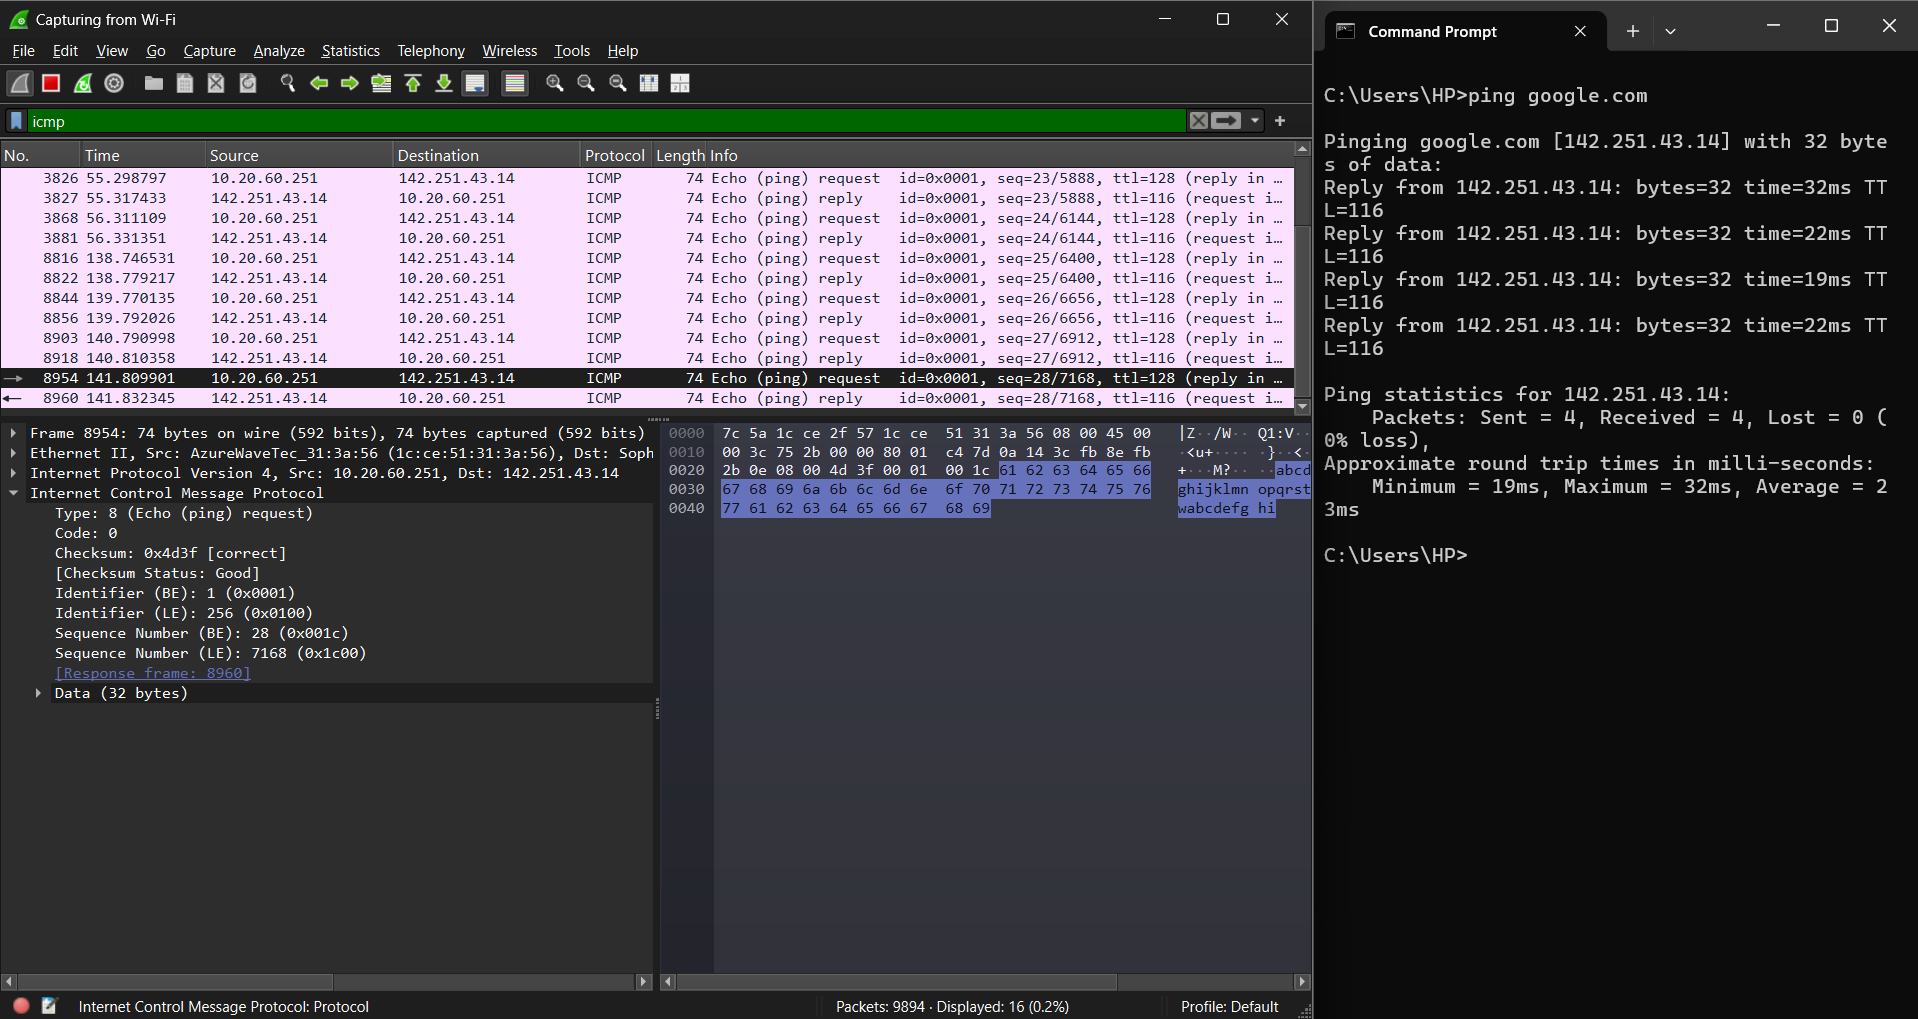 Capturing from Wi-Fi
File Edit View Go Capture Analyze Statistics Telephony Wireless Tools Help
icmp
No. Time Source Destination Protocol Length Info
3826 55.298797 10.20.60.251 142.251.43.14 ICMP 74 Echo (ping) request id=0x0001, seq=23/5888, ttl=128 (reply in …
3827 55.317433 142.251.43.14 10.20.60.251 ICMP 74 Echo (ping) reply id=0x0001, seq=23/5888, ttl=116 (request i…
3868 56.311109 10.20.60.251 142.251.43.14 ICMP 74 Echo (ping) request id=0x0001, seq=24/6144, ttl=128 (reply in …
3881 56.331351 142.251.43.14 10.20.60.251 ICMP 74 Echo (ping) reply id=0x0001, seq=24/6144, ttl=116 (request i…
8816 138.746531 10.20.60.251 142.251.43.14 ICMP 74 Echo (ping) request id=0x0001, seq=25/6400, ttl=128 (reply in …
8822 138.779217 142.251.43.14 10.20.60.251 ICMP 74 Echo (ping) reply id=0x0001, seq=25/6400, ttl=116 (request i…
8844 139.770135 10.20.60.251 142.251.43.14 ICMP 74 Echo (ping) request id=0x0001, seq=26/6656, ttl=128 (reply in …
8856 139.792026 142.251.43.14 10.20.60.251 ICMP 74 Echo (ping) reply id=0x0001, seq=26/6656, ttl=116 (request i…
8903 140.790998 10.20.60.251 142.251.43.14 ICMP 74 Echo (ping) request id=0x0001, seq=27/6912, ttl=128 (reply in …
8918 140.810358 142.251.43.14 10.20.60.251 ICMP 74 Echo (ping) reply id=0x0001, seq=27/6912, ttl=116 (request i…
8954 141.809901 10.20.60.251 142.251.43.14 ICMP 74 Echo (ping) request id=0x0001, seq=28/7168, ttl=128 (reply in …
8960 141.832345 142.251.43.14 10.20.60.251 ICMP 74 Echo (ping) reply id=0x0001, seq=28/7168, ttl=116 (request i…
Frame 8954: 74 bytes on wire (592 bits), 74 bytes captured (592 bits)
Ethernet II, Src: AzureWaveTec_31:3a:56 (1c:ce:51:31:3a:56), Dst: Soph
Internet Protocol Version 4, Src: 10.20.60.251, Dst: 142.251.43.14
Internet Control Message Protocol
Type: 8 (Echo (ping) request)
Code: 0
Checksum: 0x4d3f [correct]
[Checksum Status: Good]
Identifier (BE): 1 (0x0001)
Identifier (LE): 256 (0x0100)
Sequence Number (BE): 28 (0x001c)
Sequence Number (LE): 7168 (0x1c00)
[Response frame: 8960]
Data (32 bytes)
0000 7c 5a 1c ce 2f 57 1c ce 51 31 3a 56 08 00 45 00 |Z··/W·· Q1:V··E·
0010 00 3c 75 2b 00 00 80 01 c4 7d 0a 14 3c fb 8e fb ·<u+···· ·}··<···
0020 2b 0e 08 00 4d 3f 00 01 00 1c 61 62 63 64 65 66 +···M?·· ··abcd
0030 67 68 69 6a 6b 6c 6d 6e 6f 70 71 72 73 74 75 76 ghijklmn opqrst
0040 77 61 62 63 64 65 66 67 68 69 wabcdefg hi
Internet Control Message Protocol: Protocol
Packets: 9894 · Displayed: 16 (0.2%)
Profile: Default
Command Prompt
C:\Users\HP>ping google.com
Pinging google.com [142.251.43.14] with 32 byte
s of data:
Reply from 142.251.43.14: bytes=32 time=32ms TT
L=116
Reply from 142.251.43.14: bytes=32 time=22ms TT
L=116
Reply from 142.251.43.14: bytes=32 time=19ms TT
L=116
Reply from 142.251.43.14: bytes=32 time=22ms TT
L=116
Ping statistics for 142.251.43.14:
Packets: Sent = 4, Received = 4, Lost = 0 (
0% loss),
Approximate round trip times in milli-seconds:
Minimum = 19ms, Maximum = 32ms, Average = 2
3ms
C:\Users\HP>